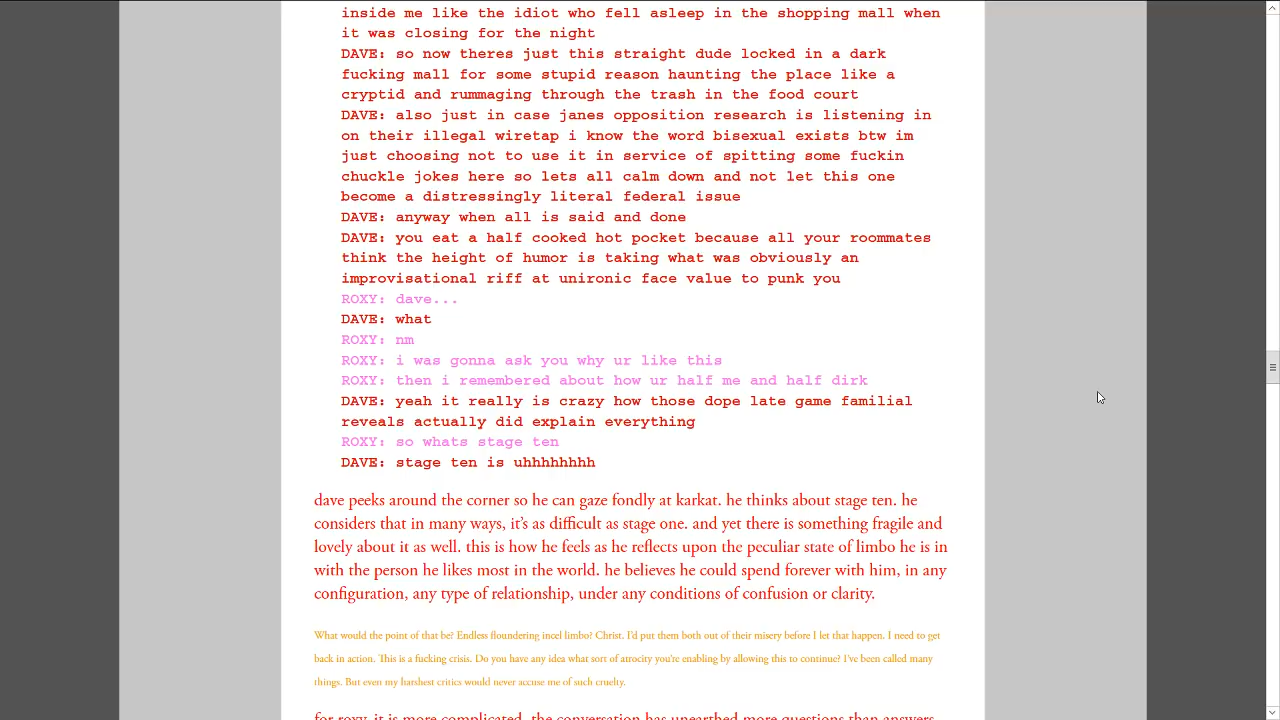 inside me like the idiot who fell asleep in the shopping mall when
it was closing for the night
DAVE: so now theres just this straight dude locked in a dark
fucking mall for some stupid reason haunting the place like a
cryptid and rummaging through the trash in the food court
DAVE: also just in case janes opposition research is listening in
on their illegal wiretap i know the word bisexual exists btw im
just choosing not to use it in service of spitting some fuckin
chuckle jokes here so lets all calm down and not let this one
become a distressingly literal federal issue
DAVE: anyway when all is said and done
DAVE: you eat a half cooked hot pocket because all your roommates
think the height of humor is taking what was obviously an
improvisational riff at unironic face value to punk you
ROXY: dave...
DAVE: what
ROXY: nm
ROXY: i was gonna ask you why ur like this
ROXY: then i remembered about how ur half me and half dirk
DAVE: yeah it really is crazy how those dope late game familial
reveals actually did explain everything
ROXY: so whats stage ten
DAVE: stage ten is uhhhhhhhh
dave peeks around the corner so he can gaze fondly at karkat. he thinks about stage ten. he
considers that in many ways, it’s as difficult as stage one. and yet there is something fragile and
lovely about it as well. this is how he feels as he reflects upon the peculiar state of limbo he is in
with the person he likes most in the world. he believes he could spend forever with him, in any
configuration, any type of relationship, under any conditions of confusion or clarity.
What would the point of that be? Endless floundering incel limbo? Christ. I’d put them both out of their misery before I let that happen. I need to get
back in action. This is a fucking crisis. Do you have any idea what sort of atrocity you’re enabling by allowing this to continue? I’ve been called many
things. But even my harshest critics would never accuse me of such cruelty.
for roxy, it is more complicated. the conversation has unearthed more questions than answers